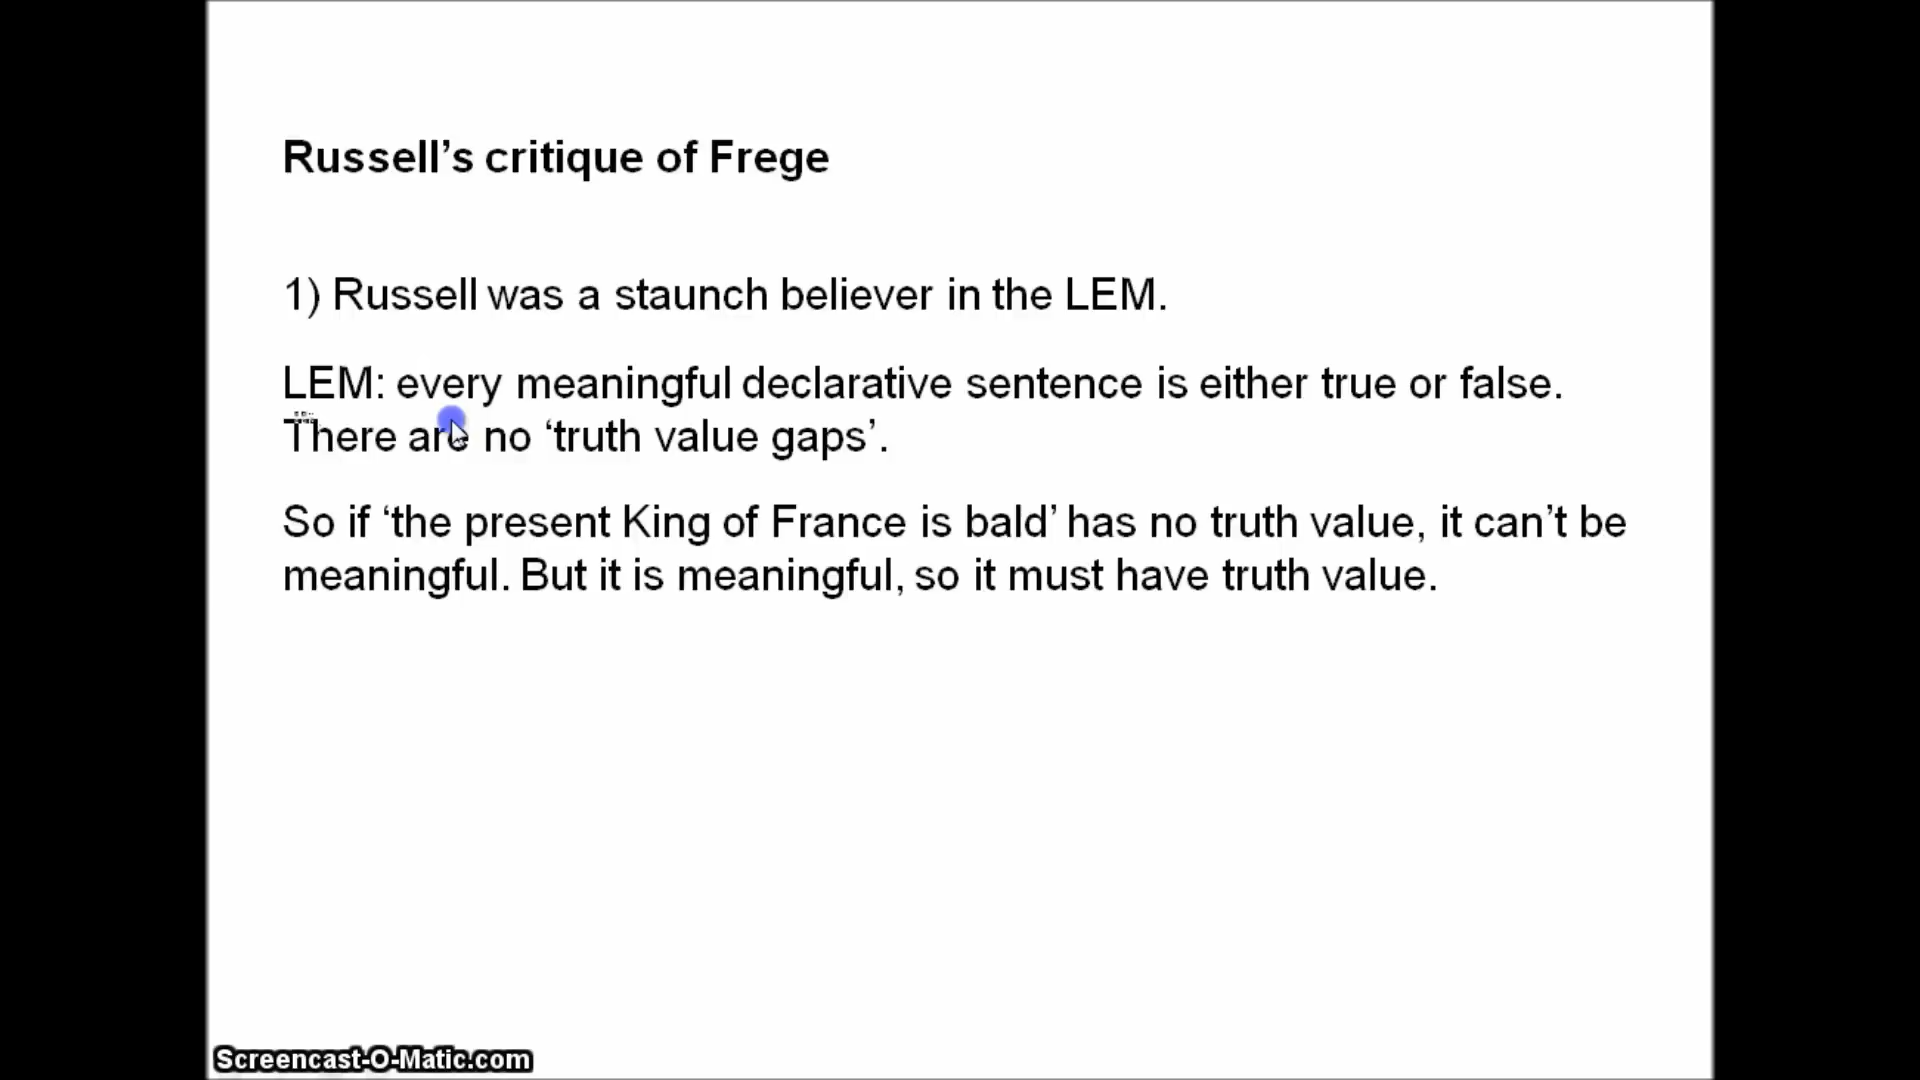 Russell’s critique of Frege
1) Russell was a staunch believer in the LEM.
LEM: every meaningful declarative sentence is either true or false.
There are no ‘truth value gaps’.
So if ‘the present King of France is bald’ has no truth value, it can’t be
meaningful. But it is meaningful, so it must have truth value.
Screencast-O-Matic.com